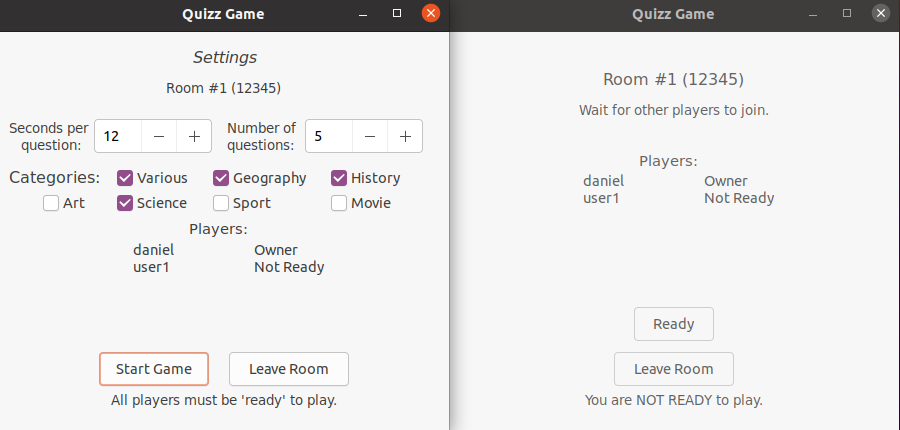 Quizz Game
Settings
Room #1 (12345)
Seconds per question: 12 Number of questions: 5
Categories: Various Geography History
Art Science Sport Movie
Players:
daniel Owner
user1 Not Ready
Start Game Leave Room
All players must be 'ready' to play.
Quizz Game
Room #1 (12345)
Wait for other players to join.
Players:
daniel Owner
user1 Not Ready
Ready
Leave Room
You are NOT READY to play.